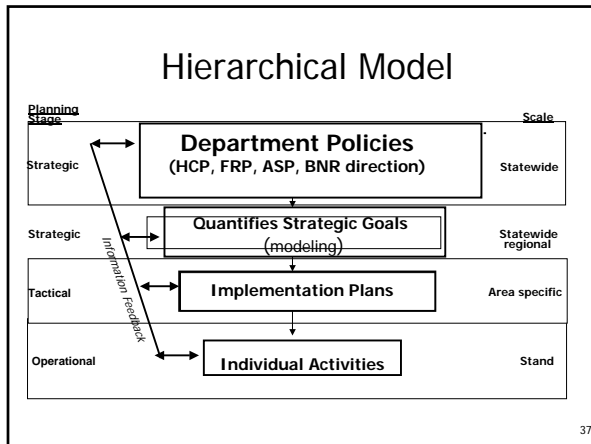 Hierarchical Model
Planning
Stage
Scale
Department Policies
(HCP, FRP, ASP, BNR direction)
Strategic
Statewide
Quantifies Strategic Goals
(modeling)
Strategic
Statewide
regional
Information Feedback
Tactical
Implementation Plans
Area specific
Operational
Individual Activities
Stand
37